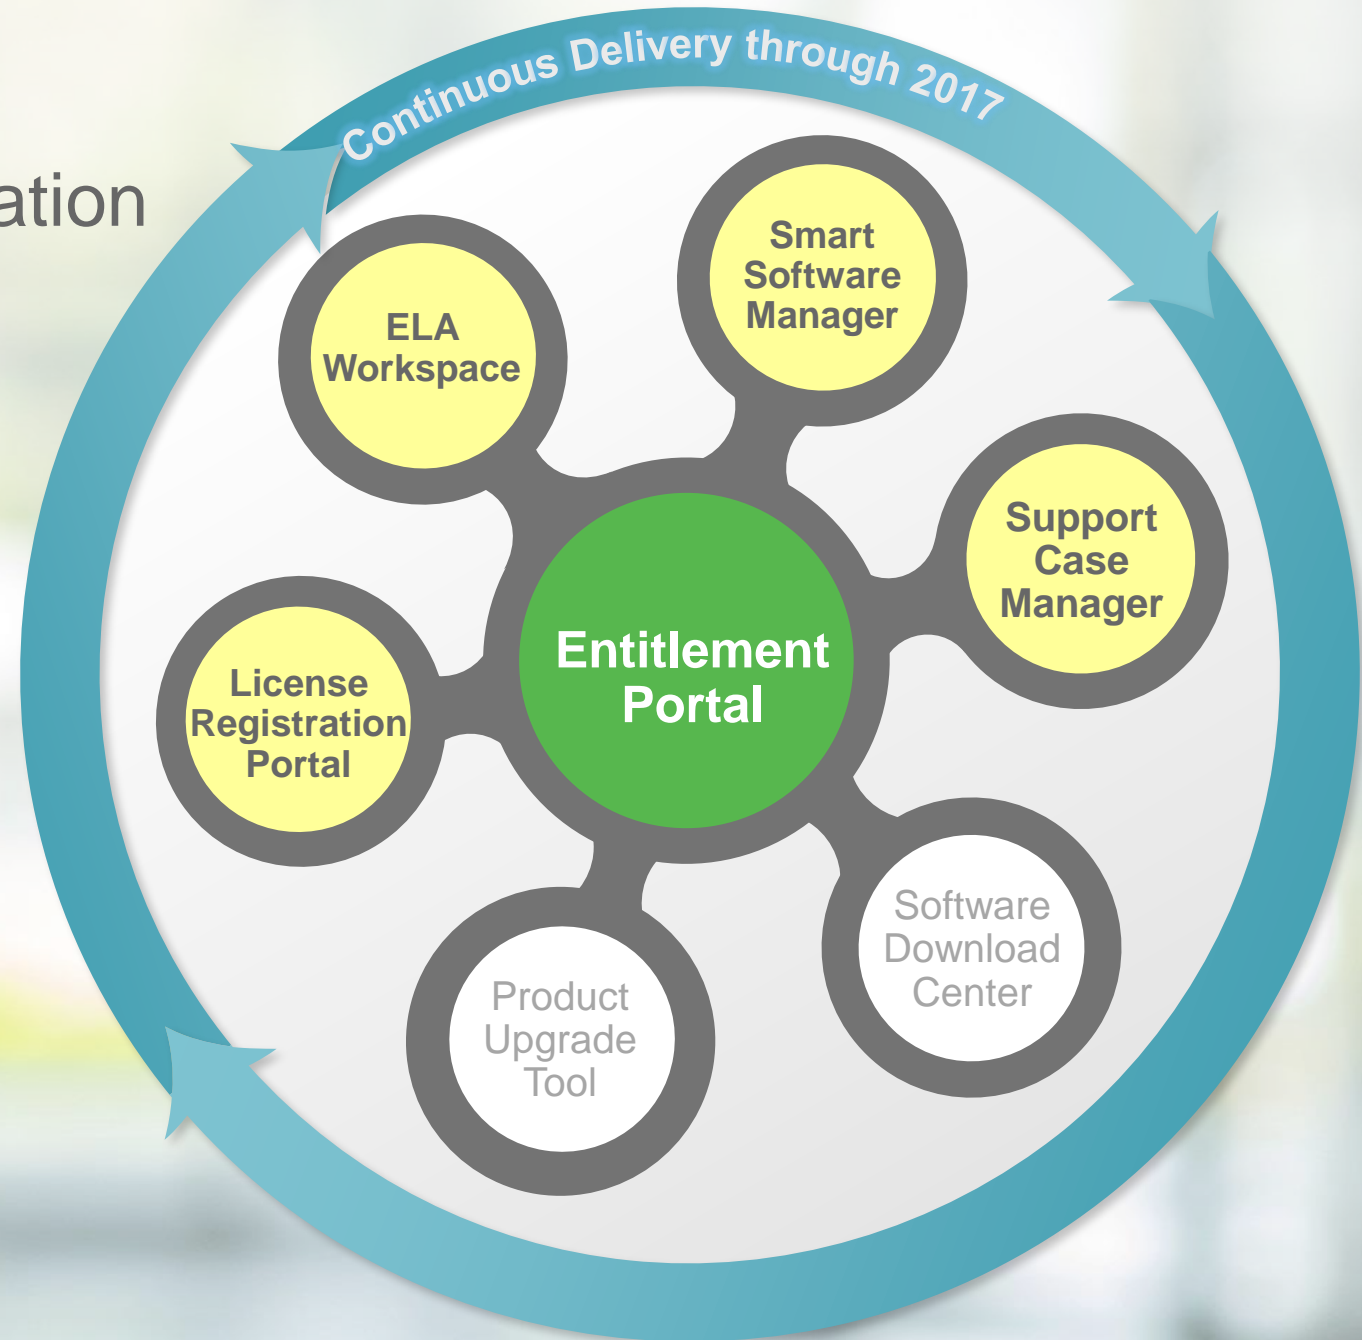 Continuous Delivery through 2017
ation
Smart
Software
Manager
ELA
Workspace
Support
Case
Manager
Entitlement
Portal
License
Registration
Portal
Software
Download
Center
Product
Upgrade
Tool